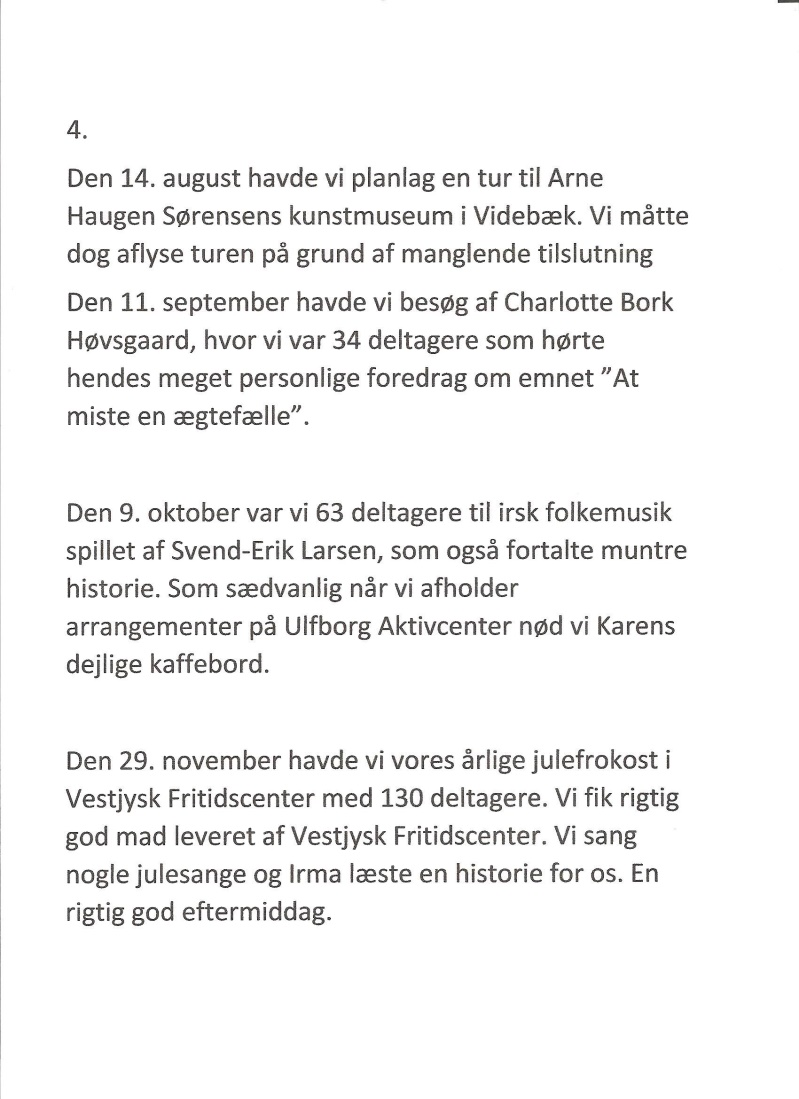 4.
Den 14. august havde vi planlag en tur til Arne
Haugen Sørensens kunstmuseum i Videbæk. Vi måtte
dog aflyse turen på grund af manglende tilslutning
Den 11. september havde vi besøg af Charlotte Bork
Høvsgaard, hvor vi var 34 deltagere som hørte
hendes meget personlige foredrag om emnet ”At
miste en ægtefælle”.
Den 9. oktober var vi 63 deltagere til irsk folkemusik
spillet af Svend-Erik Larsen, som også fortalte muntre
historie. Som sædvanlig når vi afholder
arrangementer på Ulfborg Aktivcenter nød vi Karens
dejlige kaffebord.
Den 29. november havde vi vores årlige julefrokost i
Vestjysk Fritidscenter med 130 deltagere. Vi fik rigtig
god mad leveret af Vestjysk Fritidscenter. Vi sang
nogle julesange og Irma læste en historie for os. En
rigtig god eftermiddag.